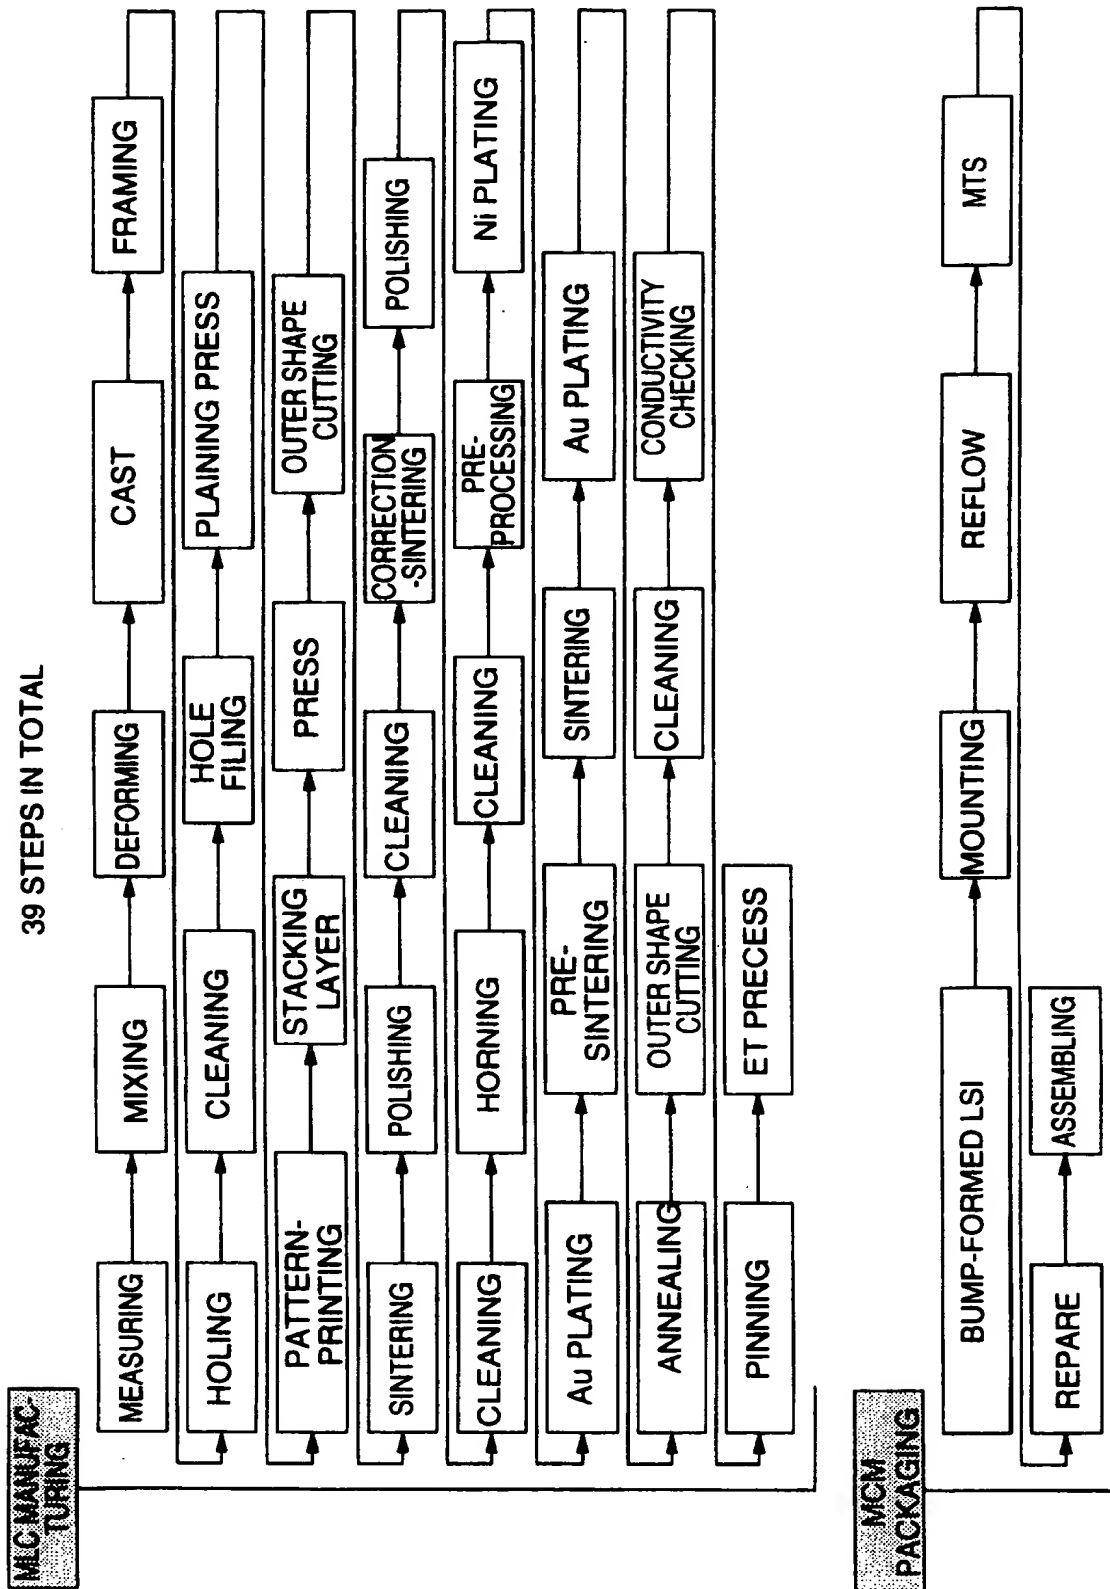 39 STEPS IN TOTAL
MLC MANUFAC-
TURING
MEASURING
MIXING
DEFORMING
CAST
FRAMING
HOLING
CLEANING
HOLE
FILING
PLAINING PRESS
PATTERN-
PRINTING
STACKING
LAYER
PRESS
OUTER SHAPE
CUTTING
SINTERING
POLISHING
CLEANING
CORRECTION
-SINTERING
POLISHING
CLEANING
HORNING
CLEANING
PRE-
PROCESSING
Ni PLATING
Au PLATING
PRE-
SINTERING
SINTERING
Au PLATING
ANNEALING
OUTER SHAPE
CUTTING
CLEANING
CONDUCTIVITY
CHECKING
PINNING
ET PRECESS
MCM
PACKAGING
BUMP-FORMED LSI
MOUNTING
REFLOW
MTS
REPARE
ASSEMBLING